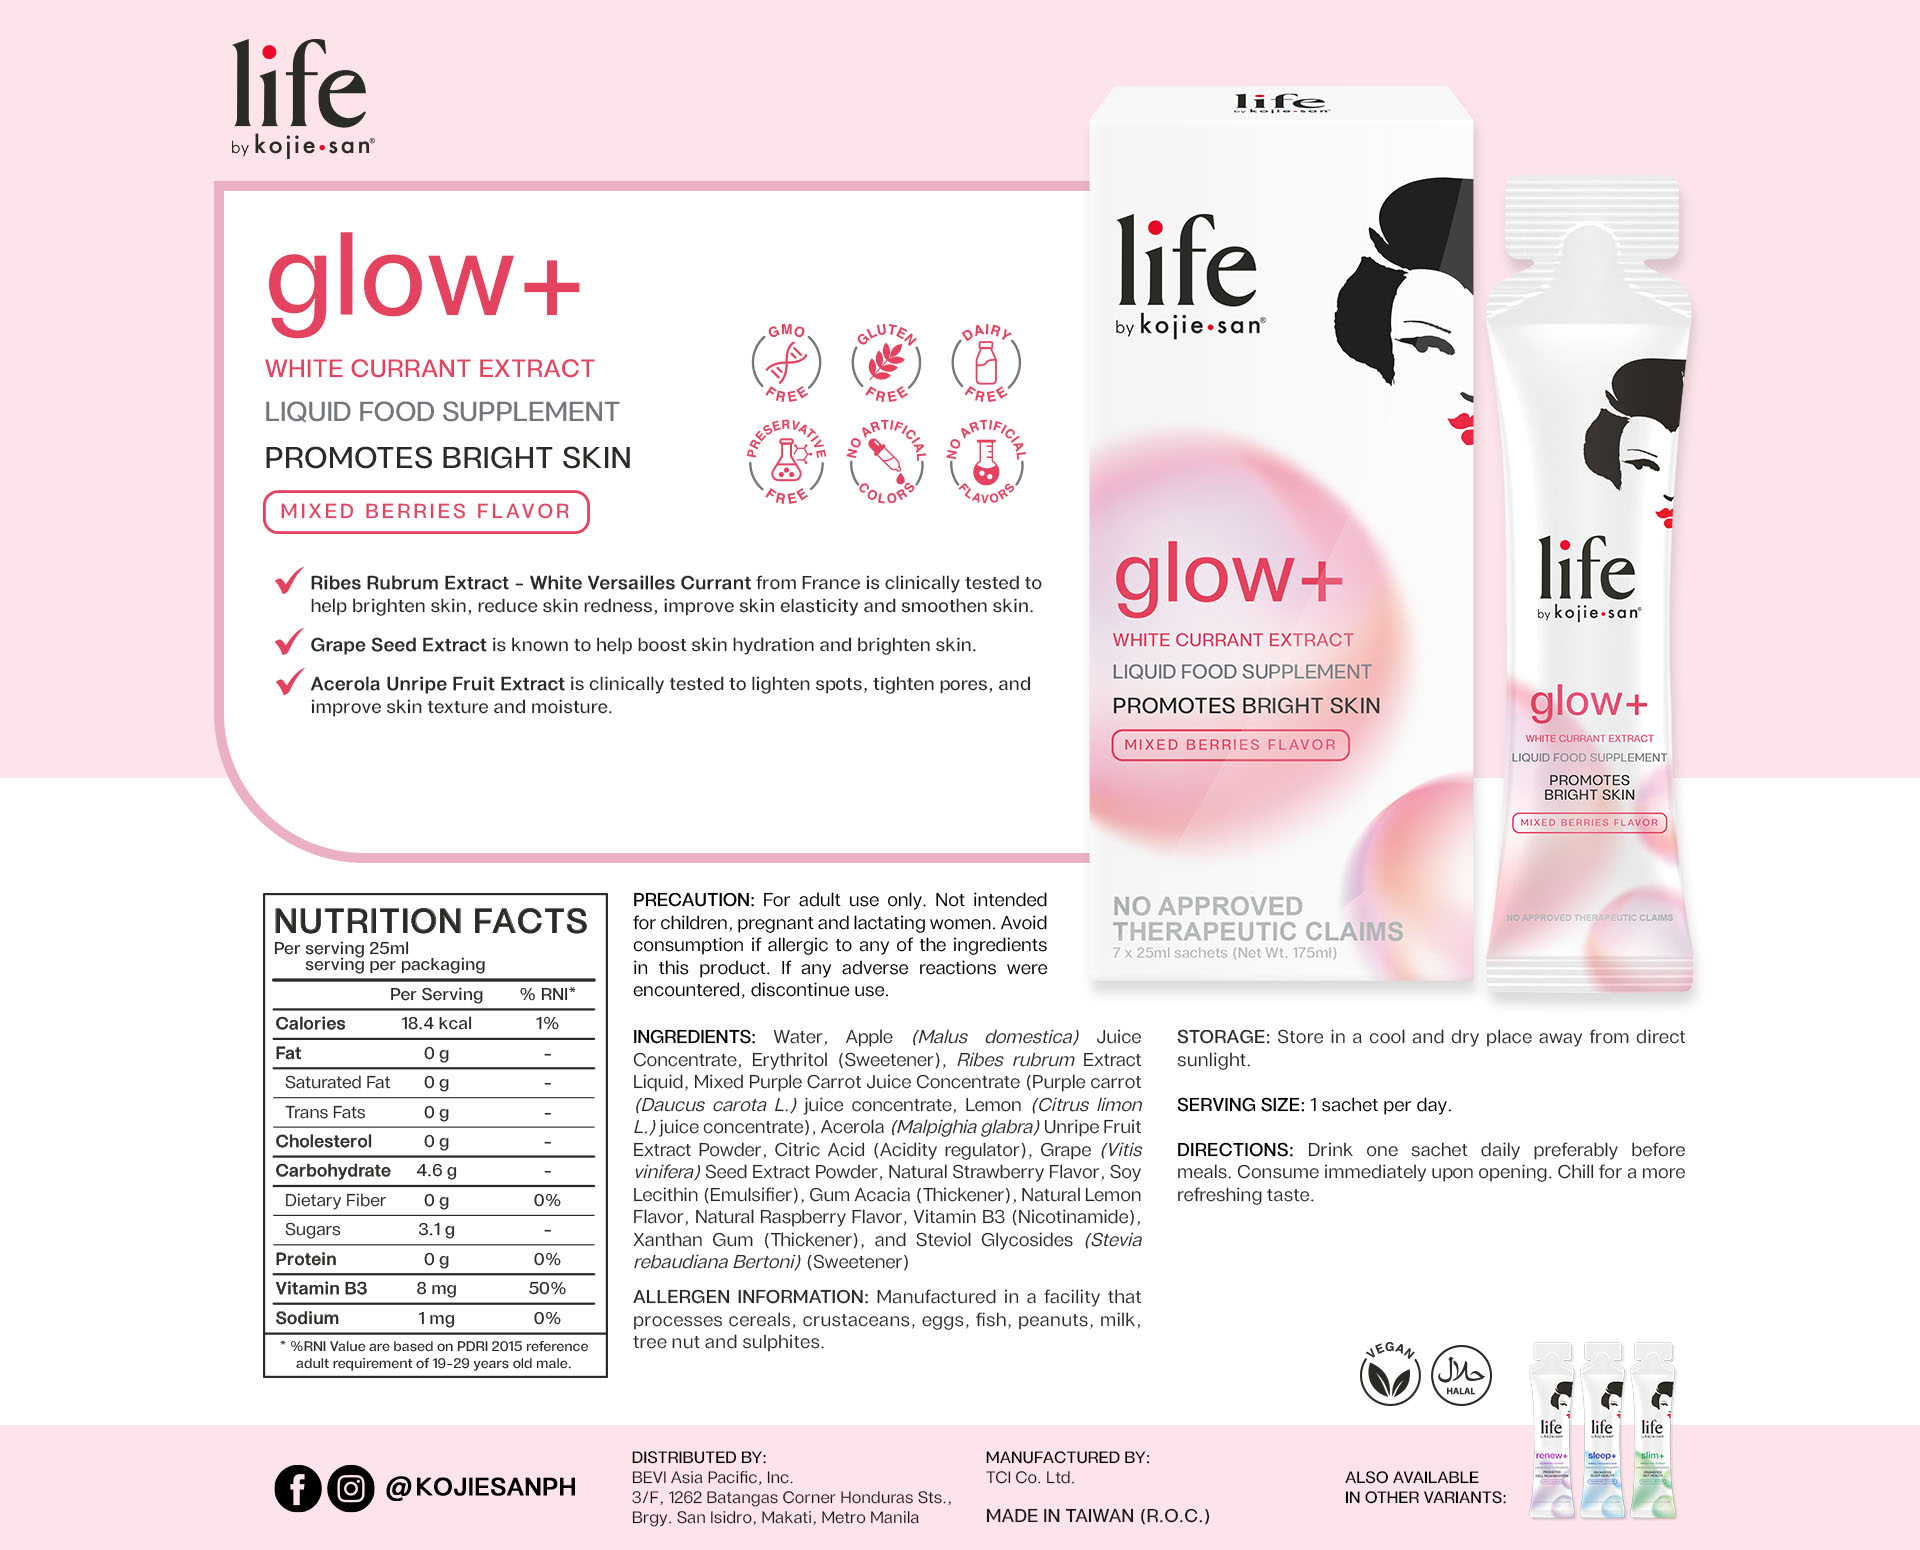 life
by kojie•san®
glow+
WHITE CURRANT EXTRACT
LIQUID FOOD SUPPLEMENT
PROMOTES BRIGHT SKIN
MIXED BERRIES FLAVOR
GMO FREE
GLUTEN FREE
DAIRY FREE
PRESERVATIVE FREE
NO ARTIFICIAL COLORS
NO ARTIFICIAL FLAVORS
Ribes Rubrum Extract – White Versailles Currant from France is clinically tested to
help brighten skin, reduce skin redness, improve skin elasticity and smoothen skin.
Grape Seed Extract is known to help boost skin hydration and brighten skin.
Acerola Unripe Fruit Extract is clinically tested to lighten spots, tighten pores, and
improve skin texture and moisture.
life
by kojie•san
life
by kojie•san®
glow+
WHITE CURRANT EXTRACT
LIQUID FOOD SUPPLEMENT
PROMOTES BRIGHT SKIN
MIXED BERRIES FLAVOR
NO APPROVED
THERAPEUTIC CLAIMS
7 x 25ml sachets (Net Wt. 175ml)
life
by kojie•san®
glow+
WHITE CURRANT EXTRACT
LIQUID FOOD SUPPLEMENT
PROMOTES
BRIGHT SKIN
MIXED BERRIES FLAVOR
NO APPROVED THERAPEUTIC CLAIMS
NUTRITION FACTS
Per serving 25ml
serving per packaging
Per Serving % RNI*
Calories 18.4 kcal 1%
Fat 0 g -
Saturated Fat 0 g -
Trans Fats 0 g -
Cholesterol 0 g -
Carbohydrate 4.6 g -
Dietary Fiber 0 g 0%
Sugars 3.1 g -
Protein 0 g 0%
Vitamin B3 8 mg 50%
Sodium 1 mg 0%
* %RNI Value are based on PDRI 2015 reference
adult requirement of 19-29 years old male.
PRECAUTION: For adult use only. Not intended
for children, pregnant and lactating women. Avoid
consumption if allergic to any of the ingredients
in this product. If any adverse reactions were
encountered, discontinue use.
INGREDIENTS: Water, Apple (Malus domestica) Juice
Concentrate, Erythritol (Sweetener), Ribes rubrum Extract
Liquid, Mixed Purple Carrot Juice Concentrate (Purple carrot
(Daucus carota L.) juice concentrate, Lemon (Citrus limon
L.) juice concentrate), Acerola (Malpighia glabra) Unripe Fruit
Extract Powder, Citric Acid (Acidity regulator), Grape (Vitis
vinifera) Seed Extract Powder, Natural Strawberry Flavor, Soy
Lecithin (Emulsifier), Gum Acacia (Thickener), Natural Lemon
Flavor, Natural Raspberry Flavor, Vitamin B3 (Nicotinamide),
Xanthan Gum (Thickener), and Steviol Glycosides (Stevia
rebaudiana Bertoni) (Sweetener)
ALLERGEN INFORMATION: Manufactured in a facility that
processes cereals, crustaceans, eggs, fish, peanuts, milk,
tree nut and sulphites.
STORAGE: Store in a cool and dry place away from direct
sunlight.
SERVING SIZE: 1 sachet per day.
DIRECTIONS: Drink one sachet daily preferably before
meals. Consume immediately upon opening. Chill for a more
refreshing taste.
VEGAN
حلال
HALAL
life
renew+
life
sleep+
life
slim+
@KOJIESANPH
DISTRIBUTED BY:
BEVI Asia Pacific, Inc.
3/F, 1262 Batangas Corner Honduras Sts.,
Brgy. San Isidro, Makati, Metro Manila
MANUFACTURED BY:
TCI Co. Ltd.
MADE IN TAIWAN (R.O.C.)
ALSO AVAILABLE
IN OTHER VARIANTS: